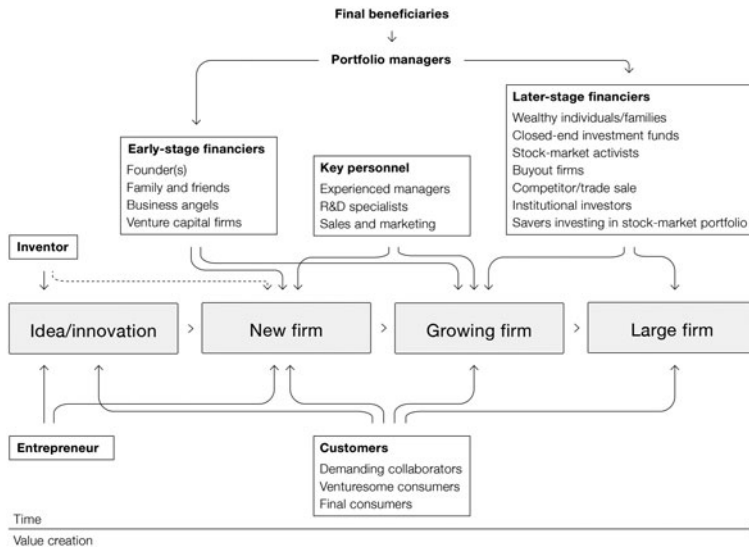 Final beneficiaries
Portfolio managers
Later-stage financiers
Wealthy individuals/families
Closed-end investment funds
Stock-market activists
Buyout firms
Competitor/trade sale
Institutional investors
Savers investing in stock-market portfolio
Early-stage financiers
Founder(s)
Family and friends
Business angels
Venture capital firms
Key personnel
Experienced managers
R&D specialists
Sales and marketing
Inventor
Idea/innovation > New firm > Growing firm > Large firm
Entrepreneur
Customers
Demanding collaborators
Venturesome consumers
Final consumers
Time
Value creation